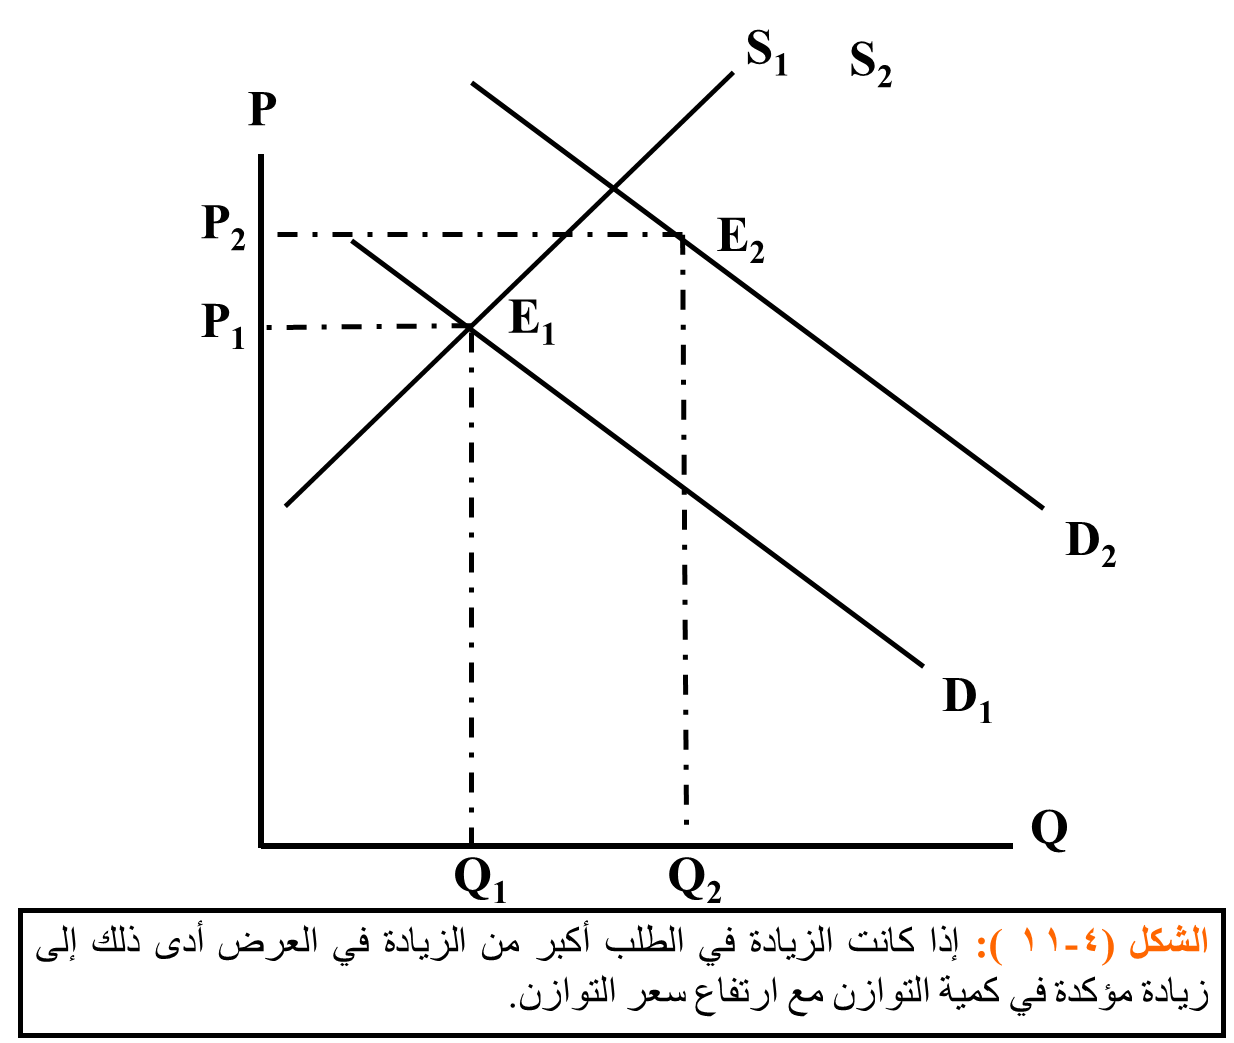 S₁ S₂
P
P₂ E₂
P₁ E₁
D₂
D₁
Q
Q₁ Q₂
الشكل (٤-١١ ): إذا كانت الزيادة في الطلب أكبر من الزيادة في العرض أدى ذلك إلى
زيادة مؤكدة في كمية التوازن مع ارتفاع سعر التوازن.